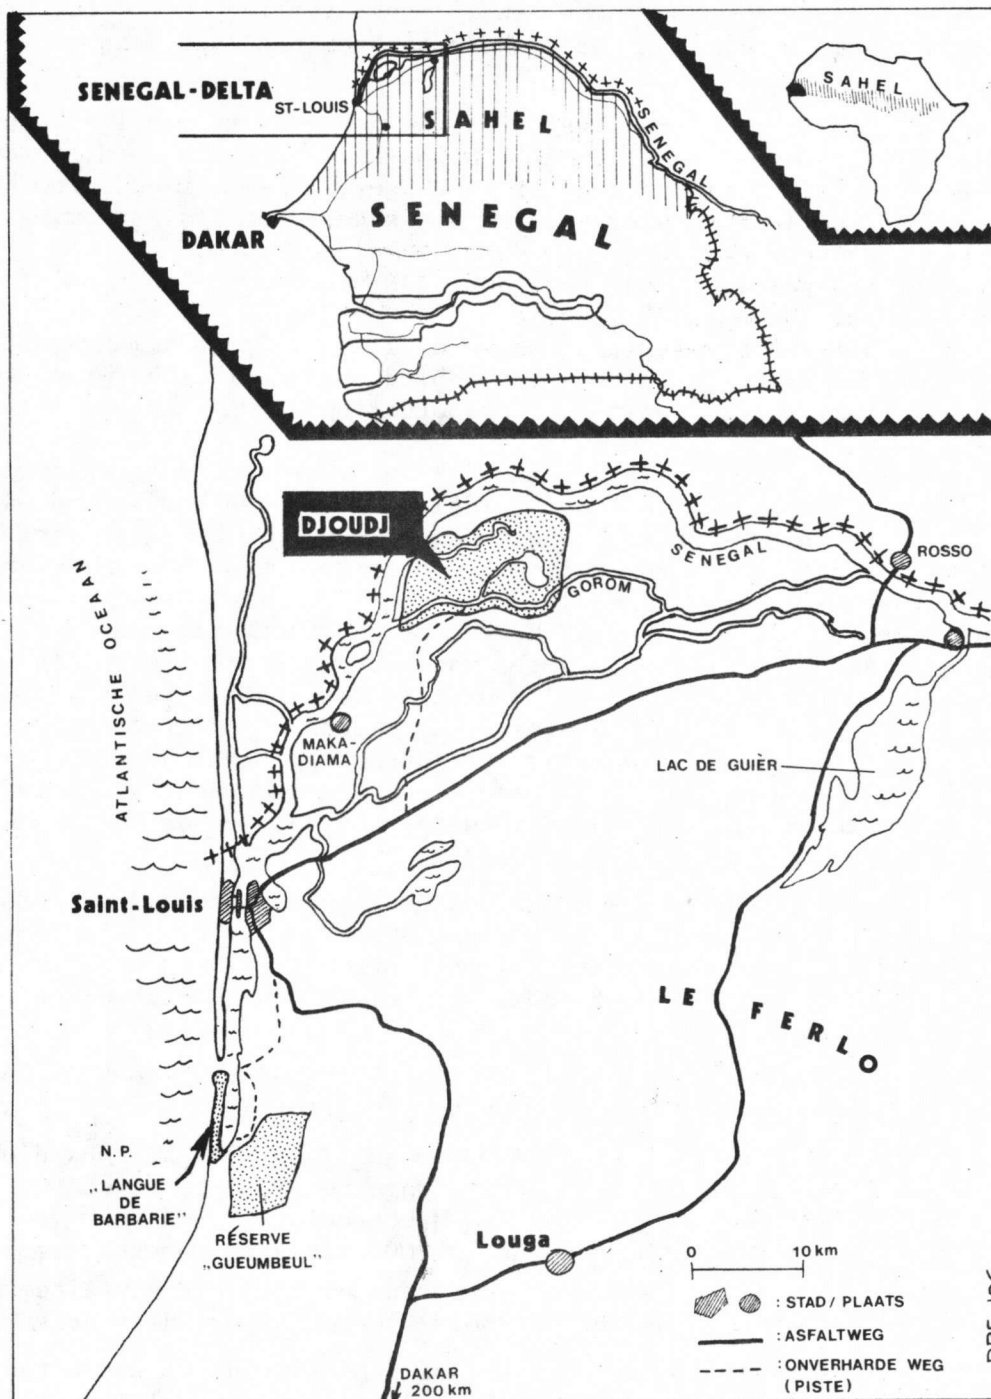 SENEGAL-DELTA
ST-LOUIS
SAHEL
SENEGAL
SENEGAL
DAKAR
SAHEL
DJOUDJ
SENEGAL
GOROM
ROSSO
ATLANTISCHE OCEAN
MAKA-
DIAMA
LAC DE GUIÈR
Saint-Louis
LE FERLO
N.P.
„LANGUE
DE
BARBARIE"
RÉSERVE
„GUEUMBEUL"
Louga
0 10 km
: STAD / PLAATS
: ASFALTWEG
: ONVERHARDE WEG
(PISTE)
DAKAR
200 km